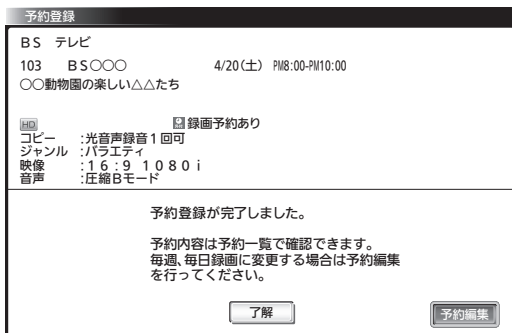 予約登録
BS テレビ
103 BS○○○ 4/20(土) PM8:00-PM10:00
○○動物園の楽しい△△たち
HD 録画予約あり
コピー :光音声録音1回可
ジャンル :バラエティ
映像 :16:9 1080i
音声 :圧縮Bモード
予約登録が完了しました。
予約内容は予約一覧で確認できます。
毎週、毎日録画に変更する場合は予約編集
を行ってください。
了解 予約編集